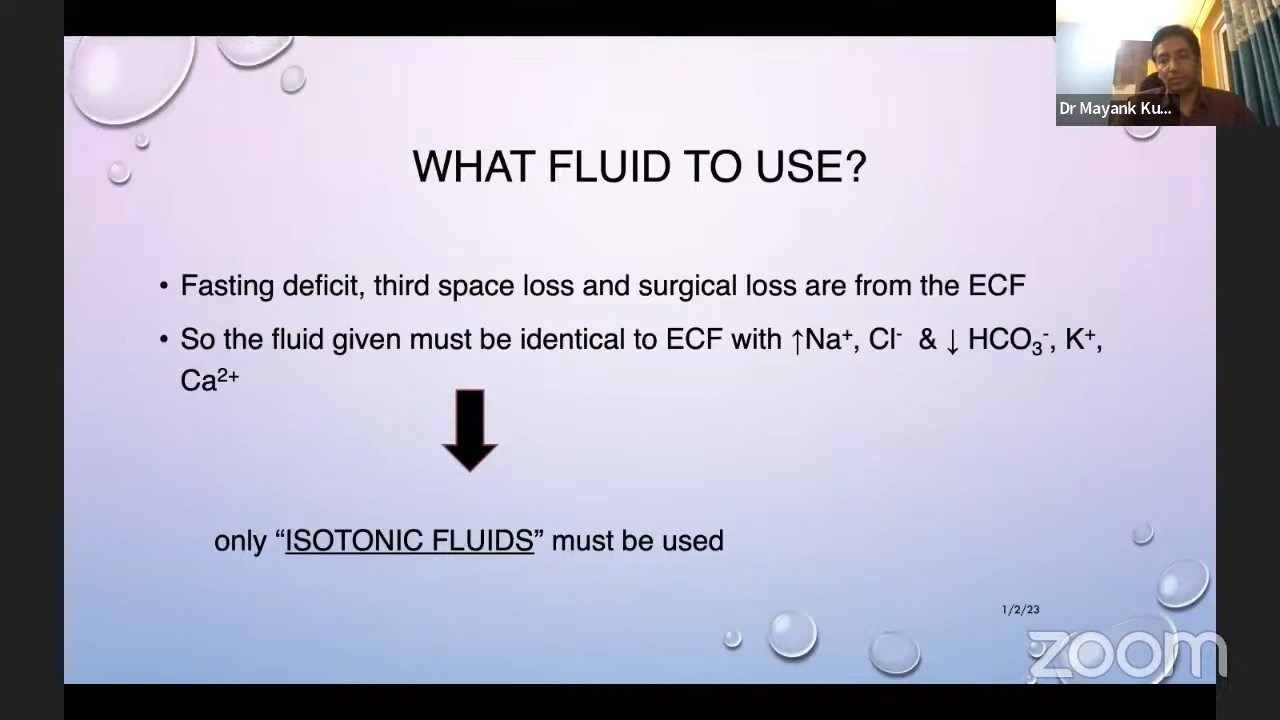 Dr Mayank Ku...
WHAT FLUID TO USE?
• Fasting deficit, third space loss and surgical loss are from the ECF
• So the fluid given must be identical to ECF with ↑Na⁺, Cl⁻ & ↓ HCO₃⁻, K⁺,
Ca²⁺
only “ISOTONIC FLUIDS” must be used
1/2/23
zoom